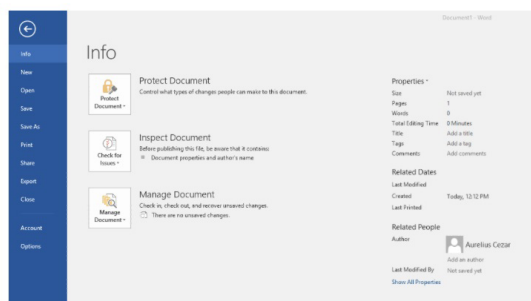 Document1 - Word
Info
New
Open
Save
Save As
Print
Share
Export
Close
Account
Options
Info
Protect Document
Control what types of changes people can make to this document.
Protect
Document
Inspect Document
Before publishing this file, be aware that it contains:
Document properties and author's name
Check for
Issues
Manage Document
Check in, check out, and recover unsaved changes.
There are no unsaved changes.
Manage
Document
Properties
Size Not saved yet
Pages 1
Words 0
Total Editing Time 0 Minutes
Title Add a title
Tags Add a tag
Comments Add comments
Related Dates
Last Modified
Created Today, 12:12 PM
Last Printed
Related People
Author Aurelius Cezar
Add an author
Last Modified By Not saved yet
Show All Properties